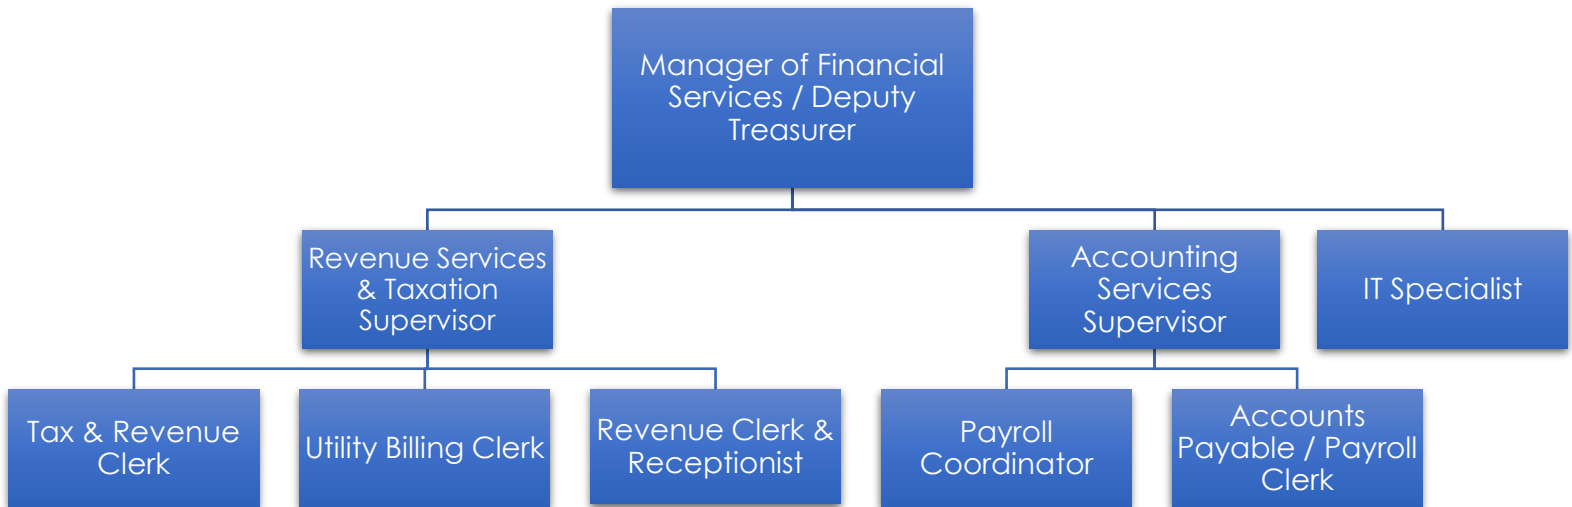 Manager of Financial
Services / Deputy
Treasurer
Revenue Services
& Taxation
Supervisor
Accounting
Services
Supervisor
IT Specialist
Tax & Revenue
Clerk
Utility Billing Clerk
Revenue Clerk &
Receptionist
Payroll
Coordinator
Accounts
Payable / Payroll
Clerk